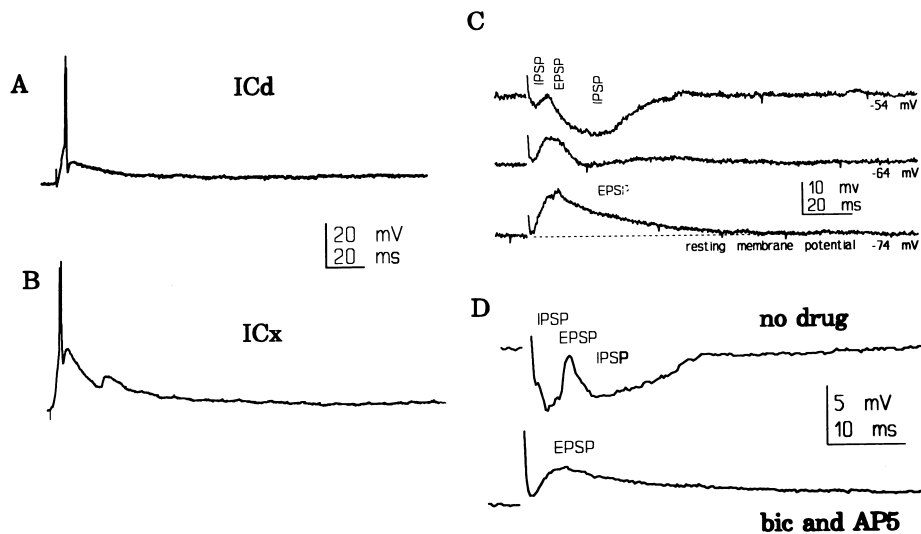 A
ICd
20 mV
20 ms
B
ICx
C
IPSP
EPSP
IPSP
-54 mV
-64 mV
10 mv
20 ms
EPSP
resting membrane potential -74 mV
D
no drug
IPSP
EPSP
IPSP
5 mV
10 ms
EPSP
bic and AP5